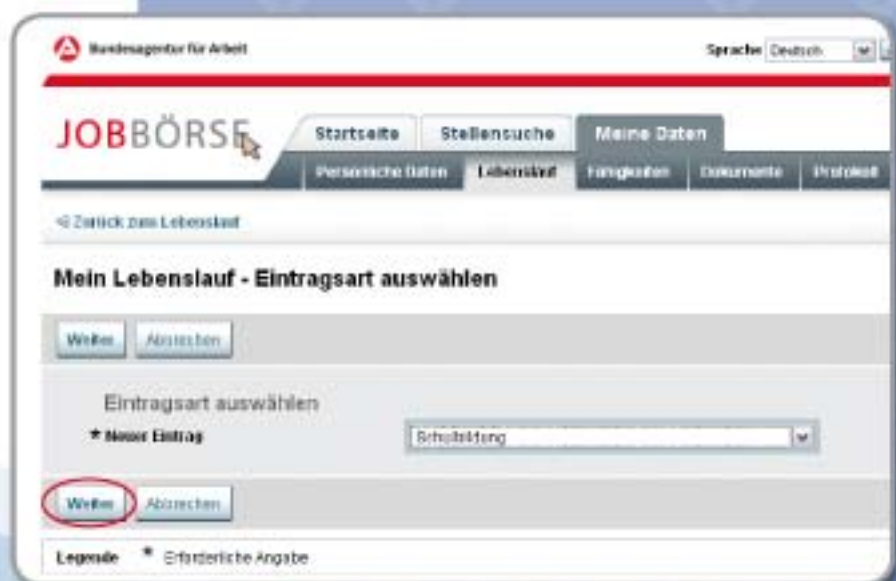 Bundesagentur für Arbeit
Sprache Deutsch
JOBBÖRSE
Startseite Stellensuche Meine Daten
Persönliche Daten Lebenslauf Fähigkeiten Dokumente Protokoll
Zurück zum Lebenslauf
Mein Lebenslauf - Eintragsart auswählen
Weiter Abbrechen
Eintragsart auswählen
* Neuer Eintrag Schulbildung
Weiter Abbrechen
Legende * Erforderliche Angabe